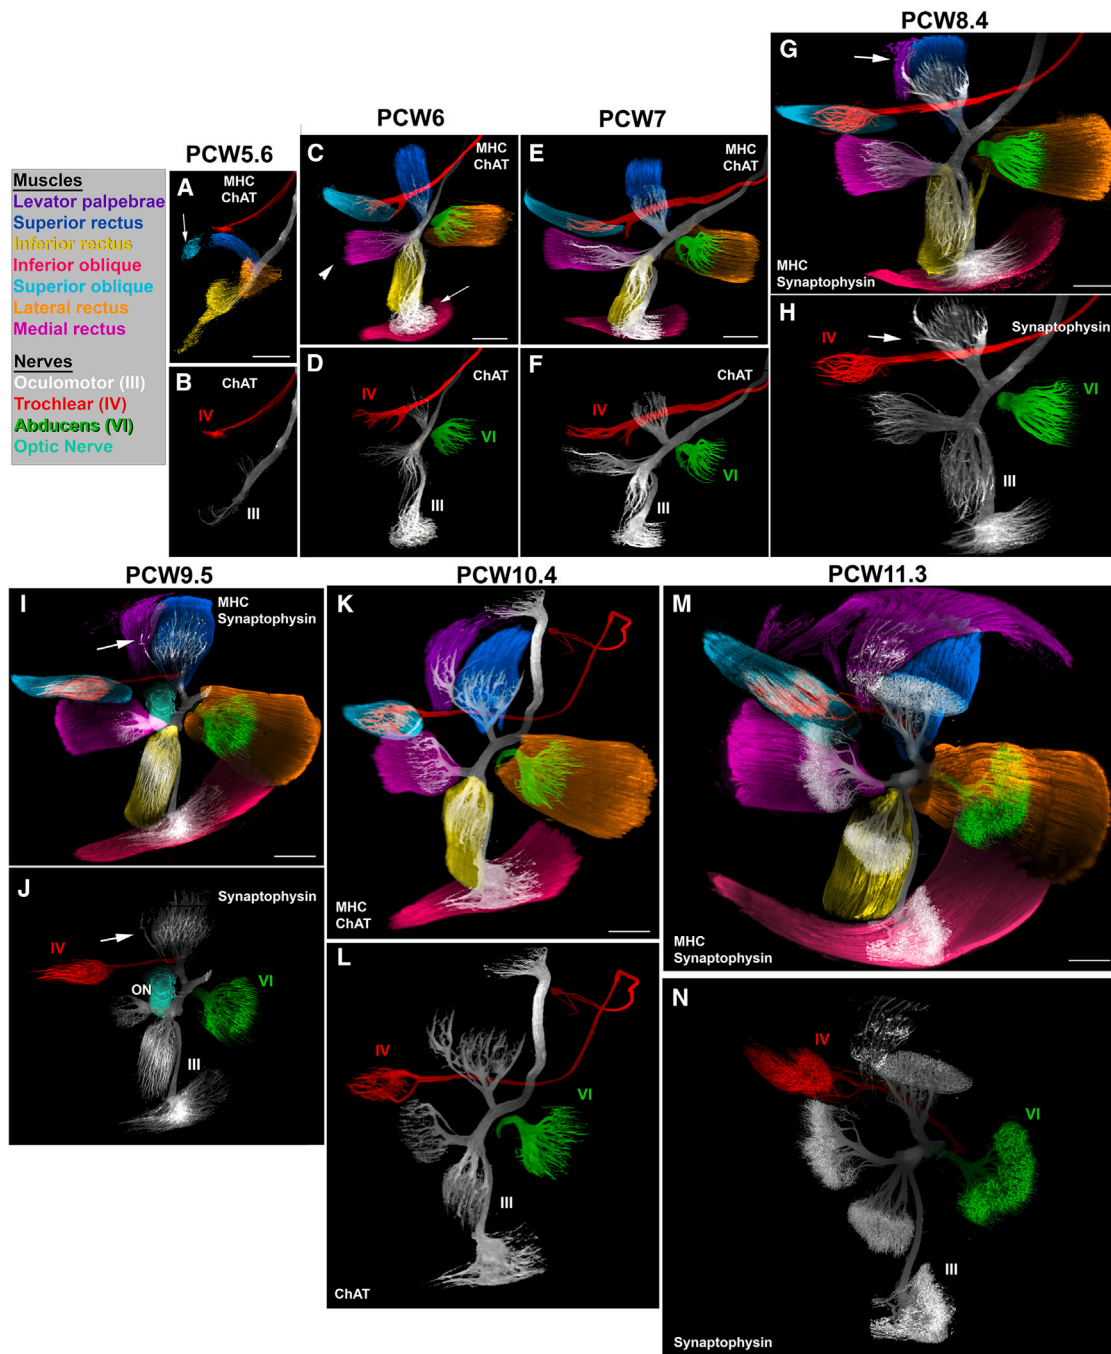 PCW8.4
G
MHC
Synaptophysin
PCW6
PCW7
PCW5.6
Muscles
Levator palpebrae
Superior rectus
Inferior rectus
Inferior oblique
Superior oblique
Lateral rectus
Medial rectus
Nerves
Oculomotor (III)
Trochlear (IV)
Abducens (VI)
Optic Nerve
A
MHC
ChAT
B
ChAT
IV
III
C
MHC
ChAT
D
ChAT
IV
VI
III
E
MHC
ChAT
F
ChAT
IV
VI
III
H
Synaptophysin
IV
VI
III
PCW9.5
PCW10.4
PCW11.3
I
MHC
Synaptophysin
J
Synaptophysin
IV
ON
VI
III
K
MHC
ChAT
L
IV
VI
III
ChAT
M
MHC
Synaptophysin
N
IV
VI
III
Synaptophysin